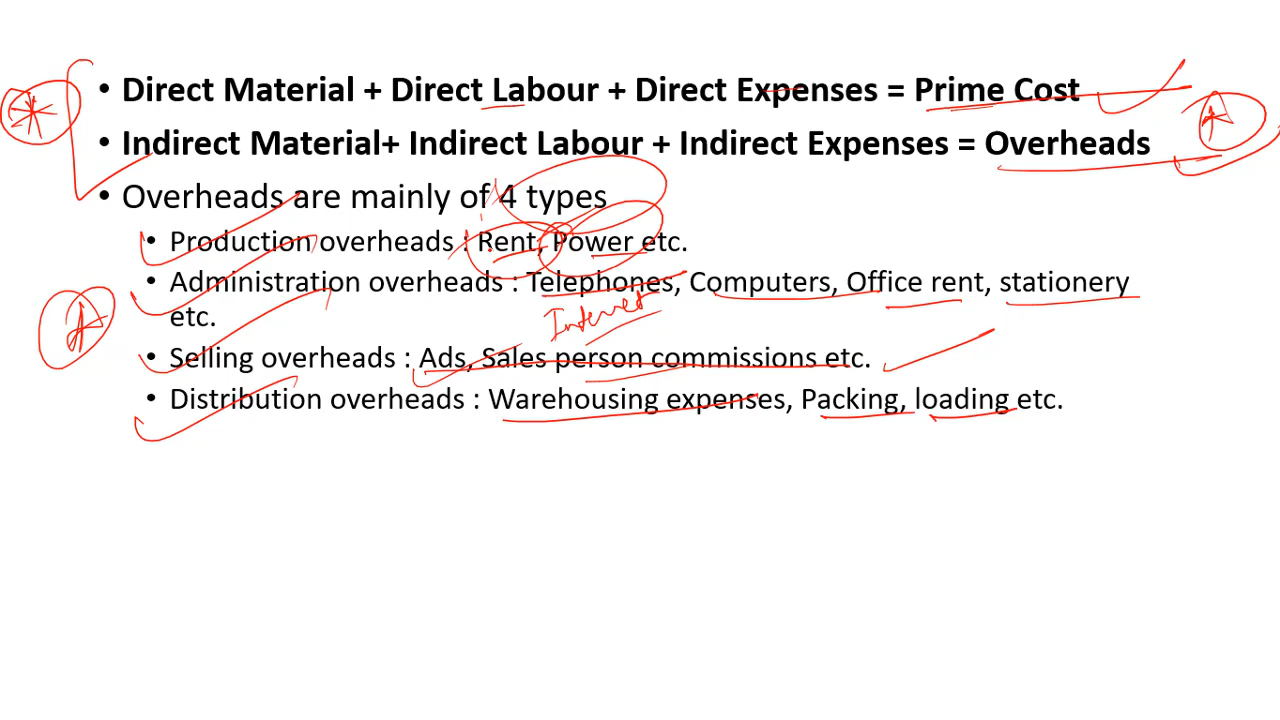 • Direct Material + Direct Labour + Direct Expenses = Prime Cost
• Indirect Material+ Indirect Labour + Indirect Expenses = Overheads
• Overheads are mainly of 4 types
• Production overheads : Rent, Power etc.
• Administration overheads : Telephones, Computers, Office rent, stationery
etc.
Internet
• Selling overheads : Ads, Sales person commissions etc.
• Distribution overheads : Warehousing expenses, Packing, loading etc.